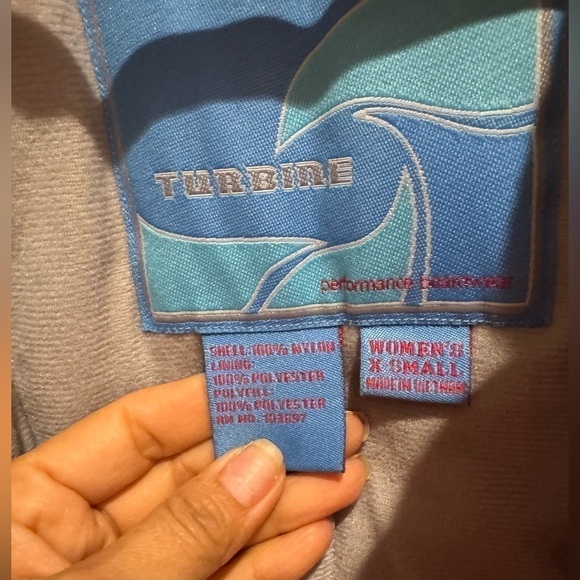 TURBINE
performance boardwear
SHELL: 100% NYLON
LINING:
100% POLYESTER
POLYFILL:
100% POLYESTER
RN NO. 103697
WOMEN'S
X-SMALL
MADE IN VIETNAM